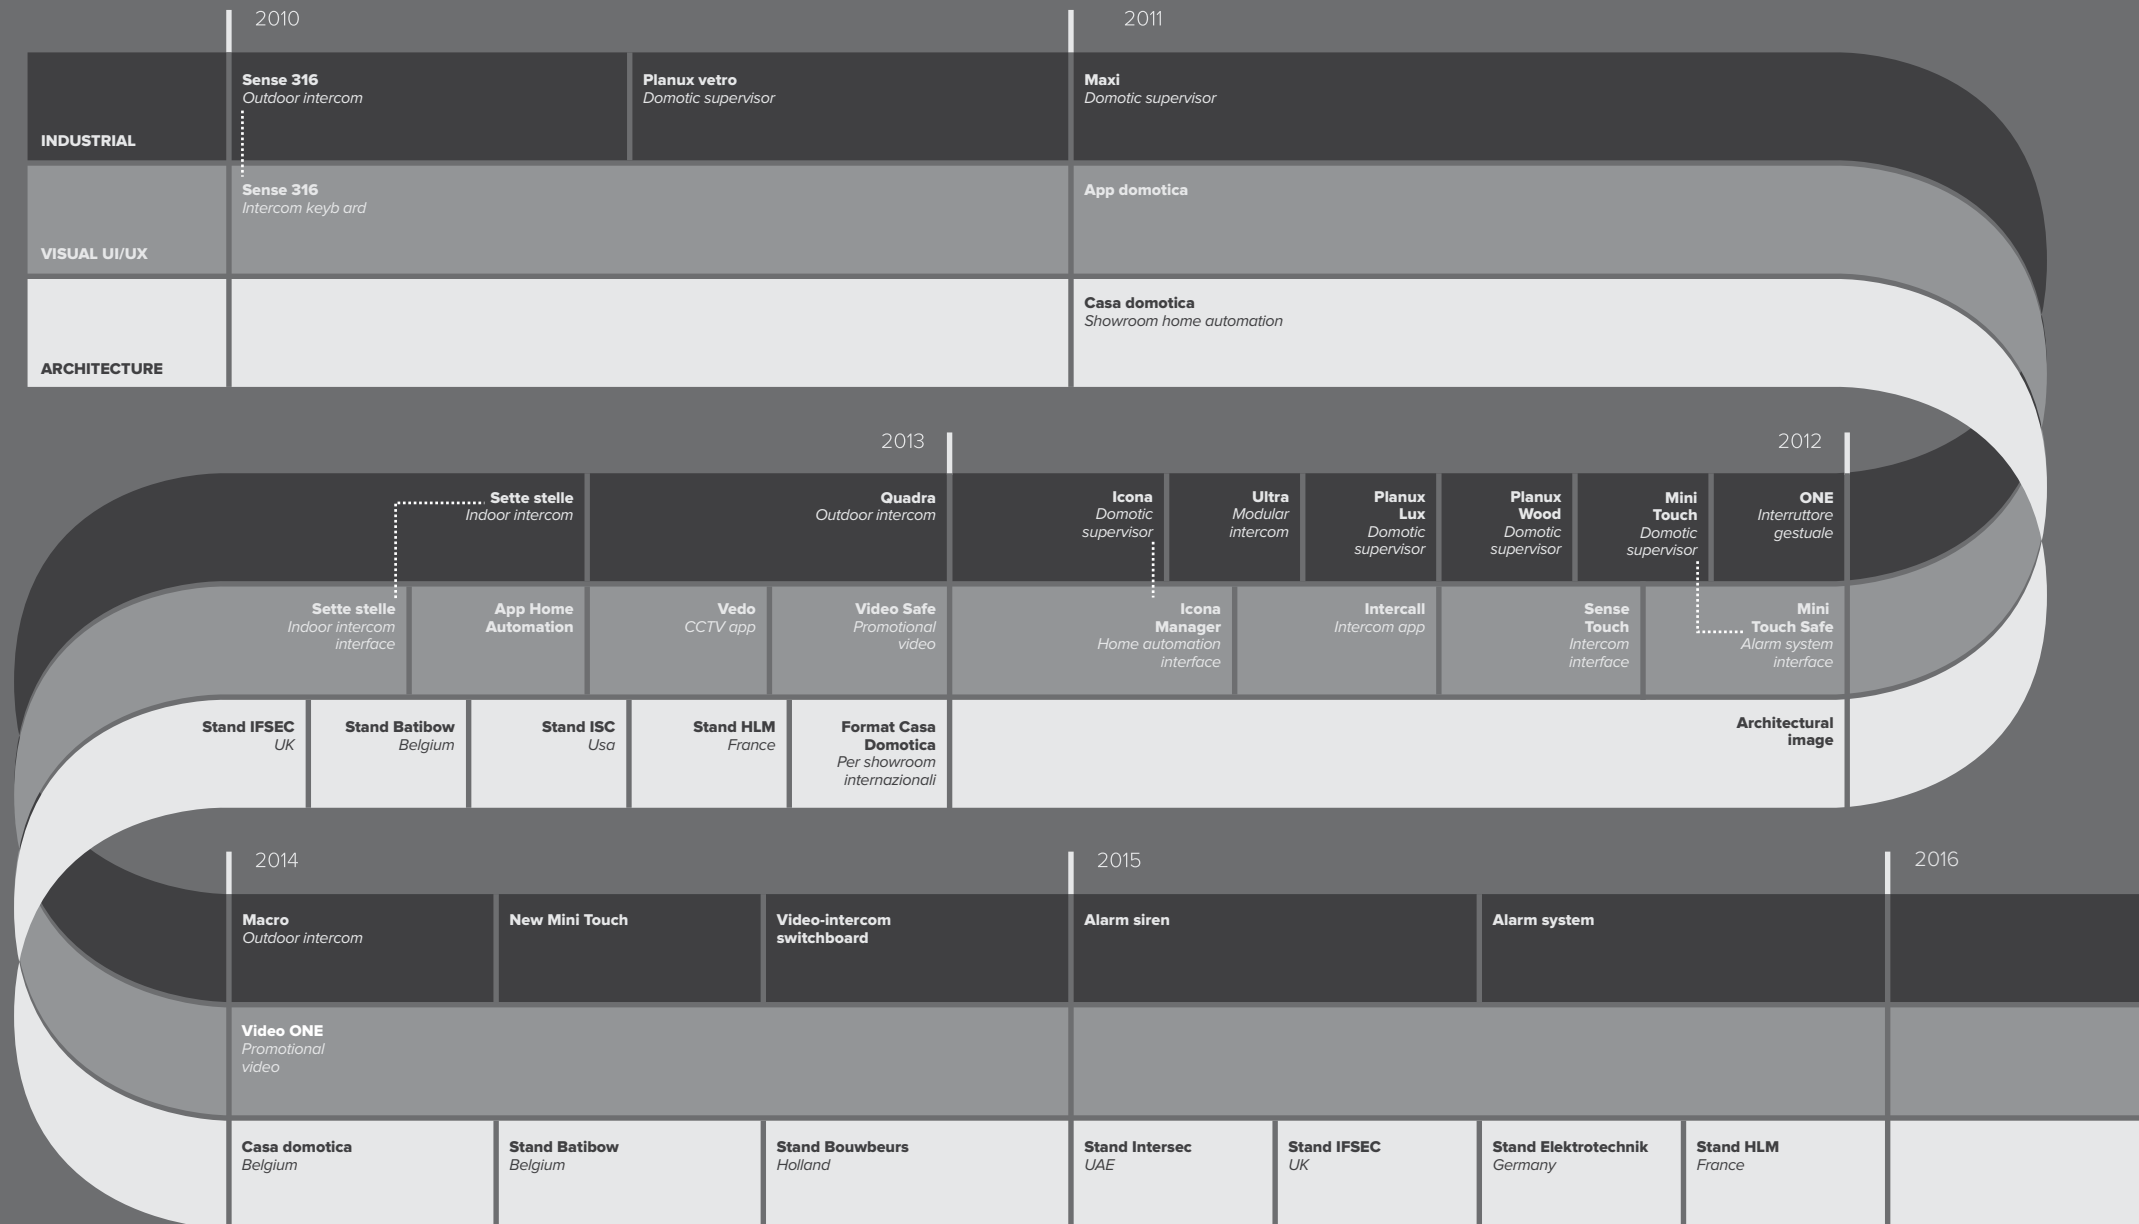 2010
2011
INDUSTRIAL
Sense 316
Outdoor intercom
Planux vetro
Domotic supervisor
Maxi
Domotic supervisor
VISUAL UI/UX
Sense 316
Intercom keyb ard
App domotica
ARCHITECTURE
Casa domotica
Showroom home automation
2013
2012
Sette stelle
Indoor intercom
Quadra
Outdoor intercom
Icona
Domotic
supervisor
Ultra
Modular
intercom
Planux
Lux
Domotic
supervisor
Planux
Wood
Domotic
supervisor
Mini
Touch
Domotic
supervisor
ONE
Interruttore
gestuale
Sette stelle
Indoor intercom
interface
App Home
Automation
Vedo
CCTV app
Video Safe
Promotional
video
Icona
Manager
Home automation
interface
Intercall
Intercom app
Sense
Touch
Intercom
interface
Mini
Touch Safe
Alarm system
interface
Stand IFSEC
UK
Stand Batibow
Belgium
Stand ISC
Usa
Stand HLM
France
Format Casa
Domotica
Per showroom
internazionali
Architectural
image
2014
2015
2016
Macro
Outdoor intercom
New Mini Touch
Video-intercom
switchboard
Alarm siren
Alarm system
Video ONE
Promotional
video
Casa domotica
Belgium
Stand Batibow
Belgium
Stand Bouwbeurs
Holland
Stand Intersec
UAE
Stand IFSEC
UK
Stand Elektrotechnik
Germany
Stand HLM
France